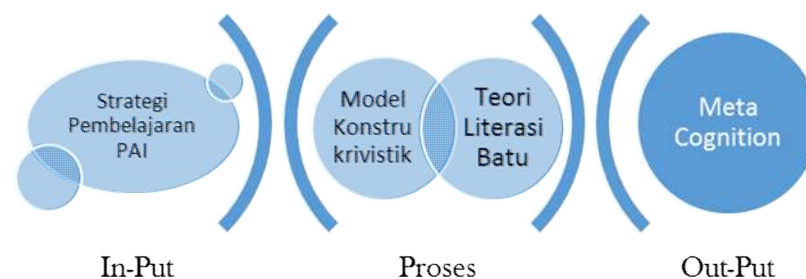 Strategi
Pembelajaran
PAI
Model
Konstru
krivistik
Teori
Literasi
Batu
Meta
Cognition
In-Put
Proses
Out-Put